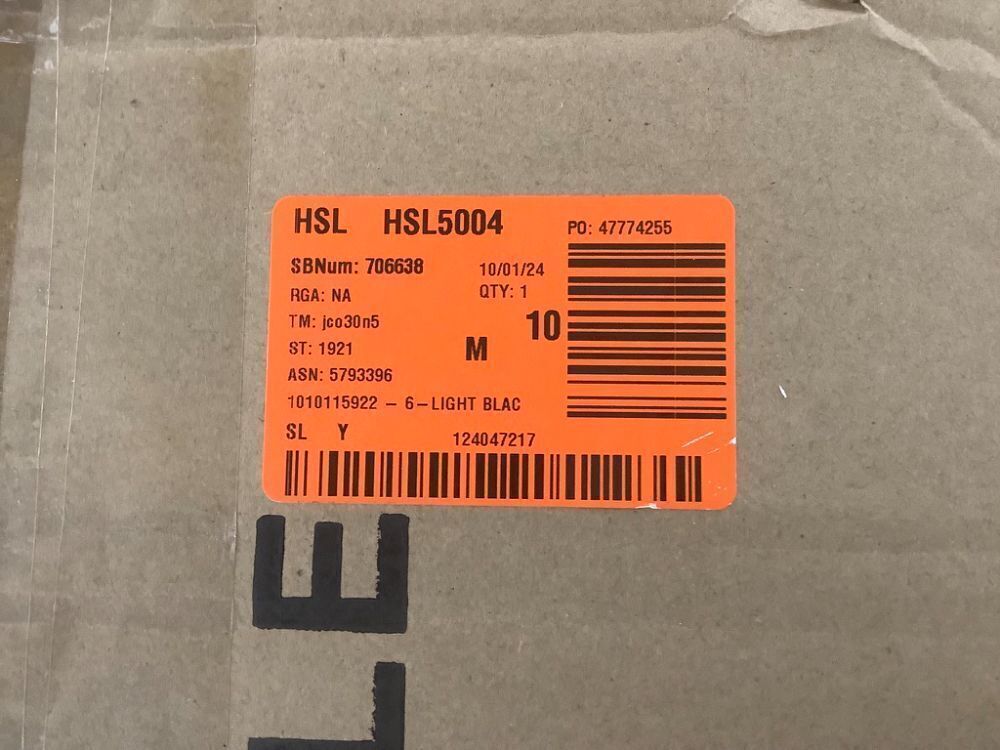 HSL HSL5004
PO: 47774255
SBNum: 706638
10/01/24
RGA: NA
QTY: 1
TM: jco30n5
10
ST: 1921
M
ASN: 5793396
1010115922 - 6-LIGHT BLAC
SL Y
124047217
LE